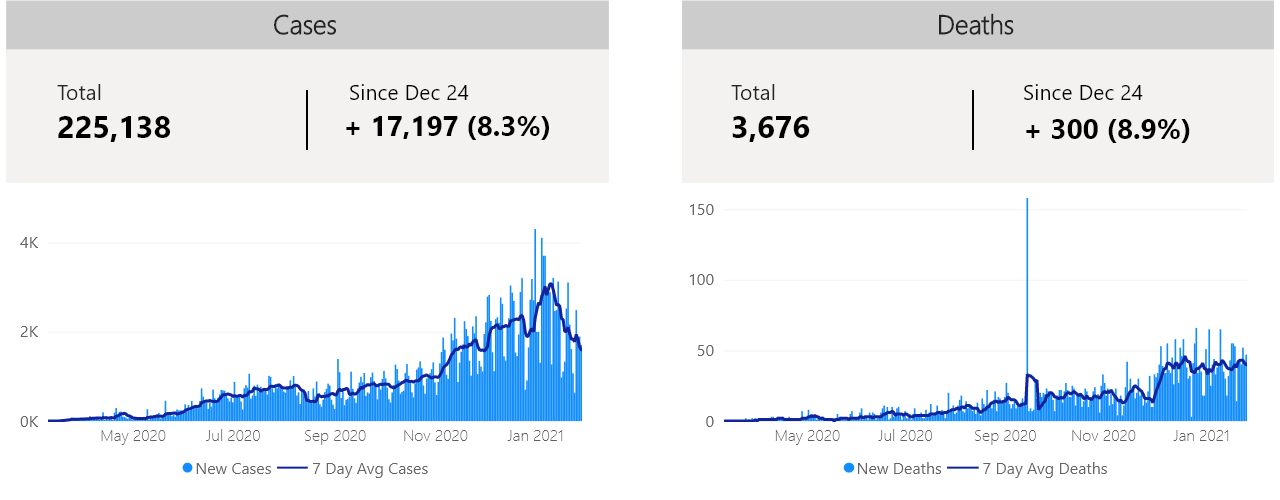 Cases
Total
225,138
Since Dec 24
+ 17,197 (8.3%)
4K
2K
0K
May 2020 Jul 2020 Sep 2020 Nov 2020 Jan 2021
New Cases 7 Day Avg Cases
Deaths
Total
3,676
Since Dec 24
+ 300 (8.9%)
150
100
50
0
May 2020 Jul 2020 Sep 2020 Nov 2020 Jan 2021
New Deaths 7 Day Avg Deaths